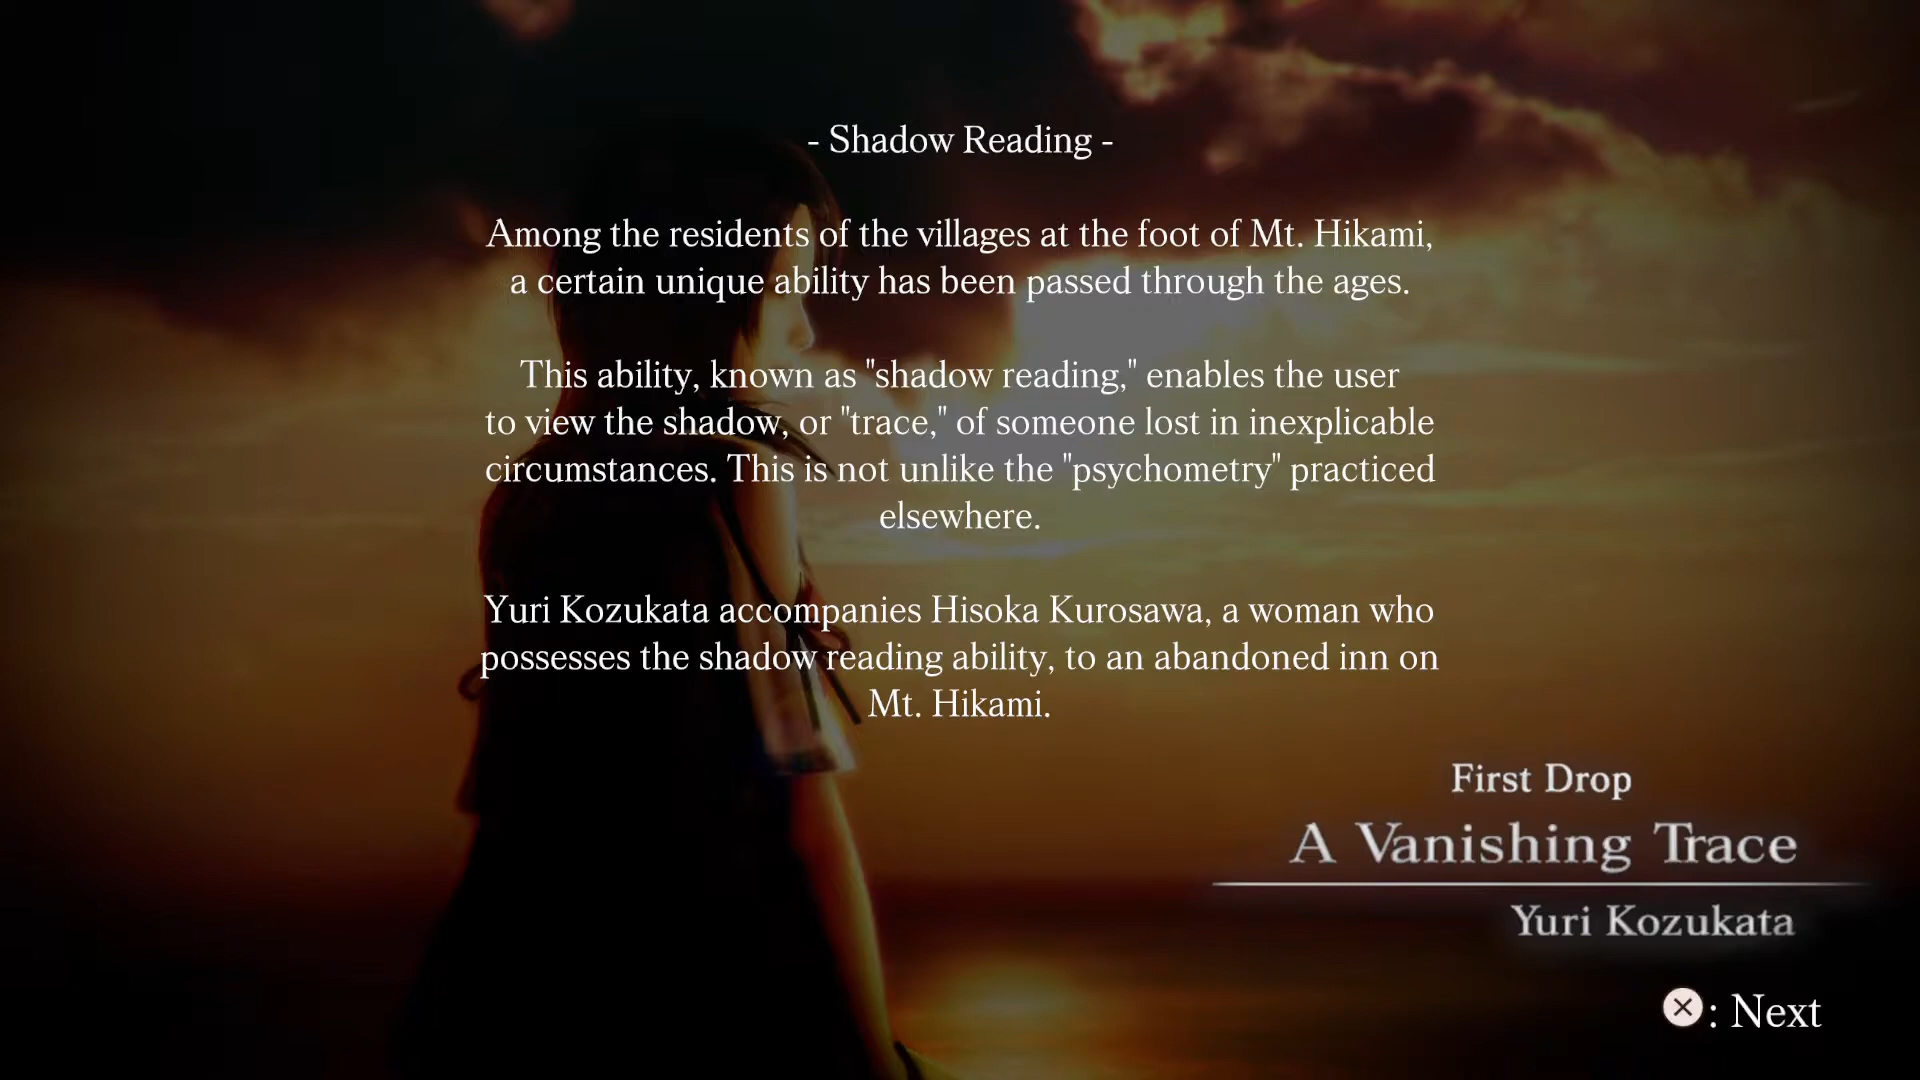 - Shadow Reading -
Among the residents of the villages at the foot of Mt. Hikami,
a certain unique ability has been passed through the ages.
This ability, known as "shadow reading," enables the user
to view the shadow, or "trace," of someone lost in inexplicable
circumstances. This is not unlike the "psychometry" practiced
elsewhere.
Yuri Kozukata accompanies Hisoka Kurosawa, a woman who
possesses the shadow reading ability, to an abandoned inn on
Mt. Hikami.
First Drop
A Vanishing Trace
Yuri Kozukata
: Next